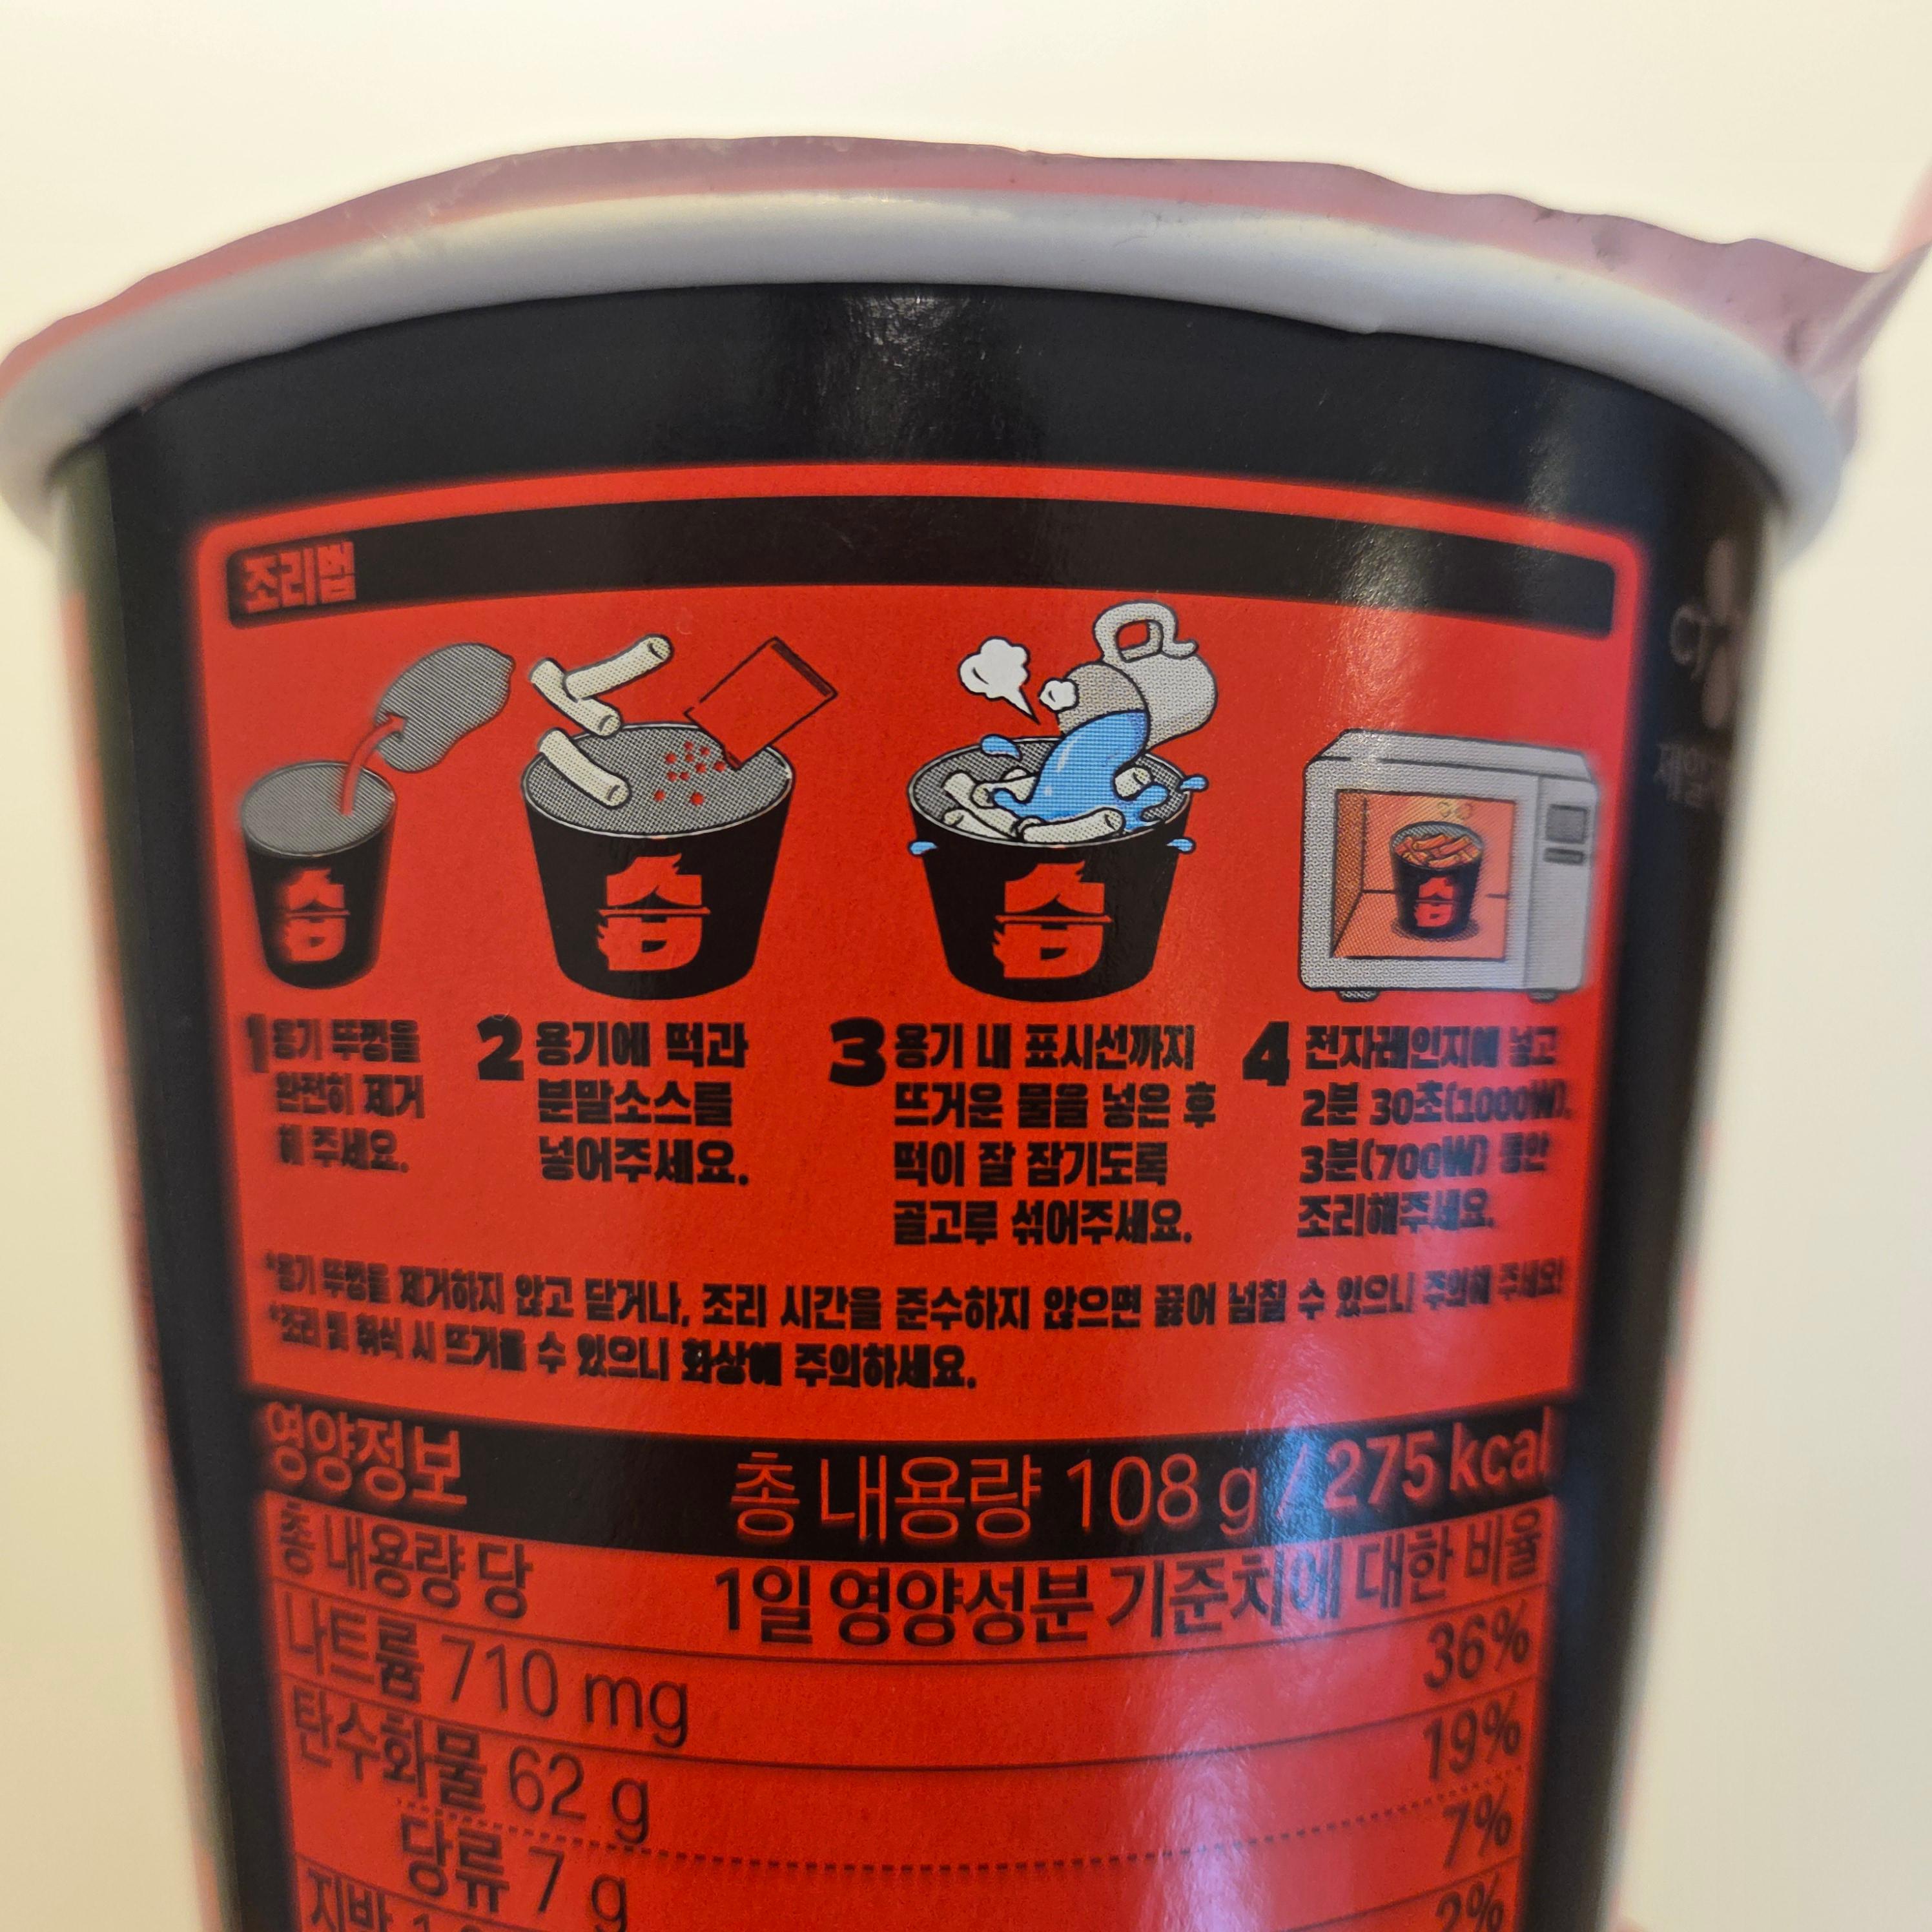 조리법
1 용기 뚜껑을
완전히 제거
해 주세요.
2 용기에 떡과
분말소스를
넣어주세요.
3 용기 내 표시선까지
뜨거운 물을 넣은 후
떡이 잘 잠기도록
골고루 섞어주세요.
4 전자레인지에 넣고
2분 30초(1000W),
3분(700W) 동안
조리해주세요.
*용기 뚜껑을 제거하지 않고 닫거나, 조리 시간을 준수하지 않으면 끓어 넘칠 수 있으니 주의해 주세요!
*조리 및 취식 시 뜨거울 수 있으니 화상에 주의하세요.
영양정보 총 내용량 108 g / 275 kcal
총 내용량 당 1일 영양성분 기준치에 대한 비율
나트륨 710 mg 36%
탄수화물 62 g 19%
당류 7 g 7%
지방 2%
CJ
제일
습
습
습
습